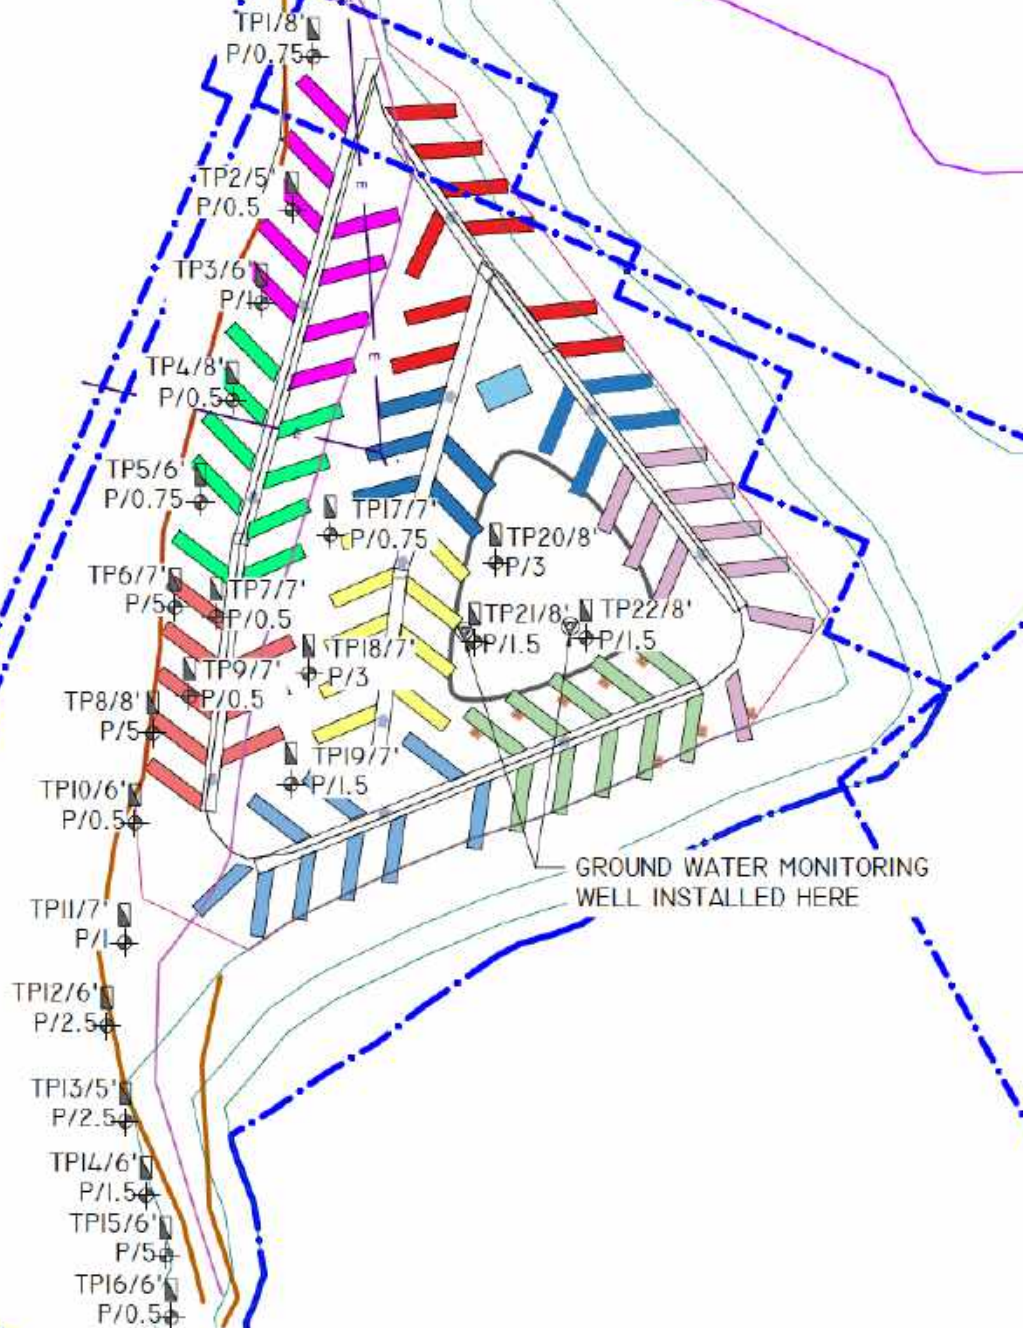 TP1/8'
P/0.75
TP2/5'
P/0.5
TP3/6'
P/1
E
E
TP4/8'
P/0.5
TP5/6'
P/0.75
TP17/7'
P/0.75
TP20/8'
P/3
TP6/7'
P/5
TP7/7'
P/0.5
TP21/8'
P/1.5
TP22/8'
P/1.5
TP18/7'
P/3
TP9/7'
P/0.5
TP8/8'
P/5
TP19/7'
P/1.5
TP10/6'
P/0.5
GROUND WATER MONITORING
WELL INSTALLED HERE
TP11/7'
P/1
TP12/6'
P/2.5
TP13/5'
P/2.5
TP14/6'
P/1.5
TP15/6'
P/5
TP16/6'
P/0.5